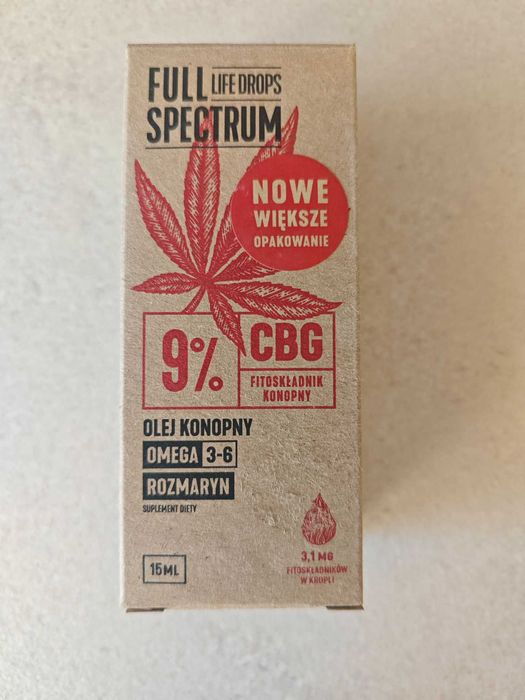 FULL LIFE DROPS
SPECTRUM
NOWE
WIĘKSZE
OPAKOWANIE
9%
CBG
FITOSKŁADNIK
KONOPNY
OLEJ KONOPNY
OMEGA 3-6
ROZMARYN
SUPLEMENT DIETY
15ML
3,1 MG
FITOSKŁADNIKÓW
W KROPLI